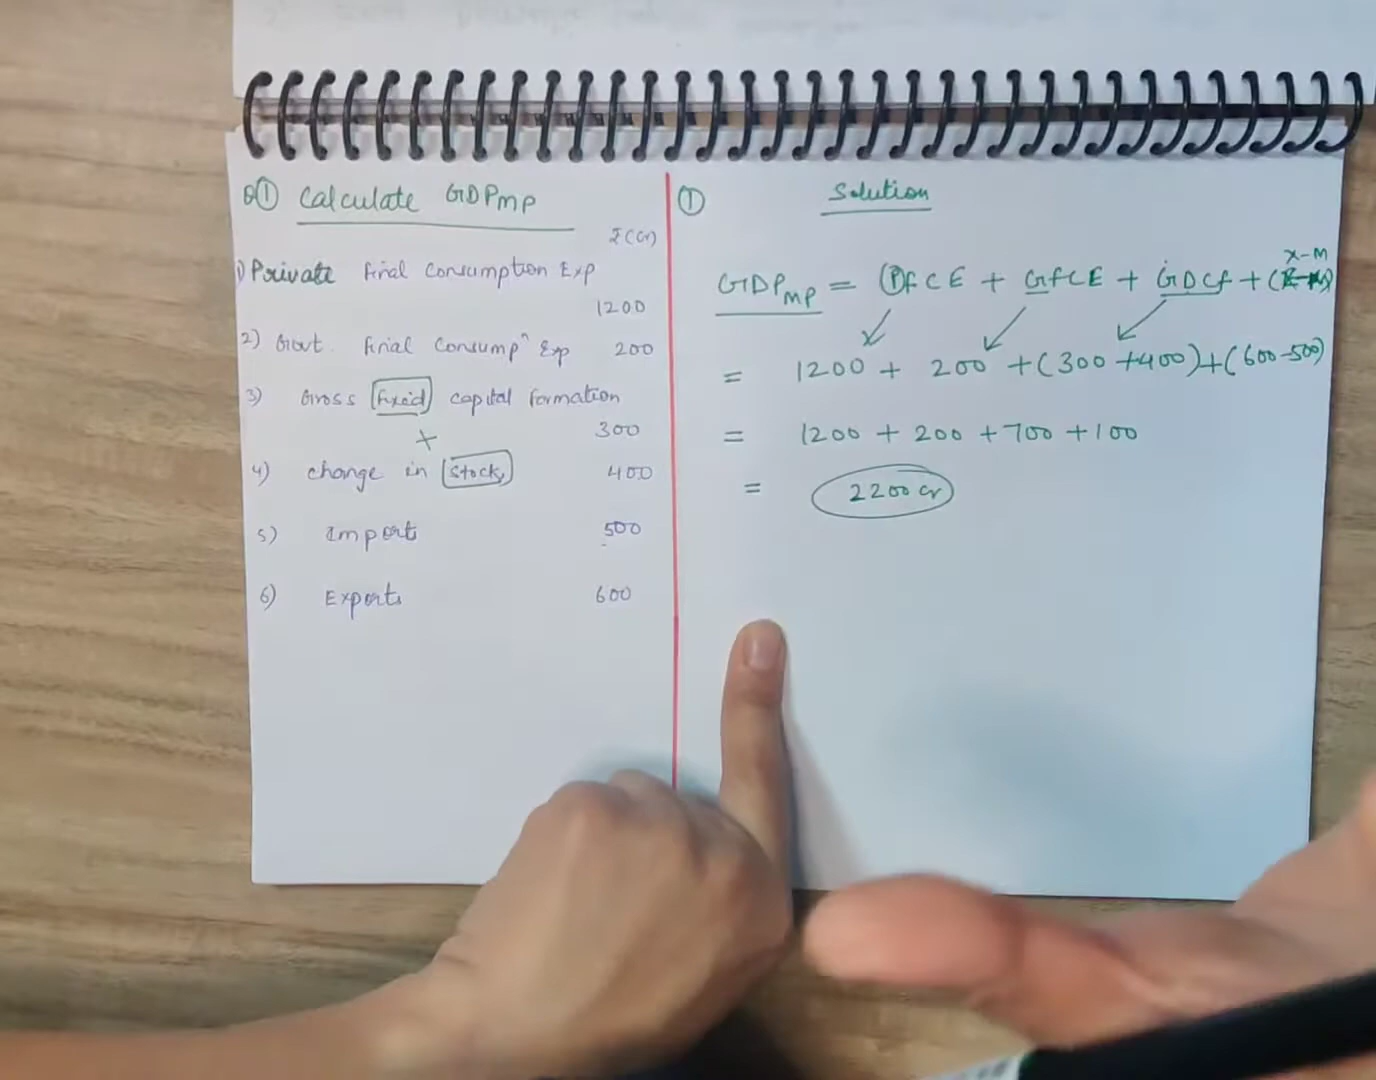 Q① Calculate GDPMP
₹(Cr)
1) Private Final Consumption Exp
1200
2) Govt. Final Consumpⁿ Exp 200
3) Gross Fixed capital Formation
300
+
4) change in Stock 400
5) Import 500
6) Exports 600
① Solution
X-M
GDPMP = PFCE + GFCE + GDCF + (
= 1200 + 200 + (300 + 400) + (600-500)
= 1200 + 200 + 700 + 100
= 2200 cr